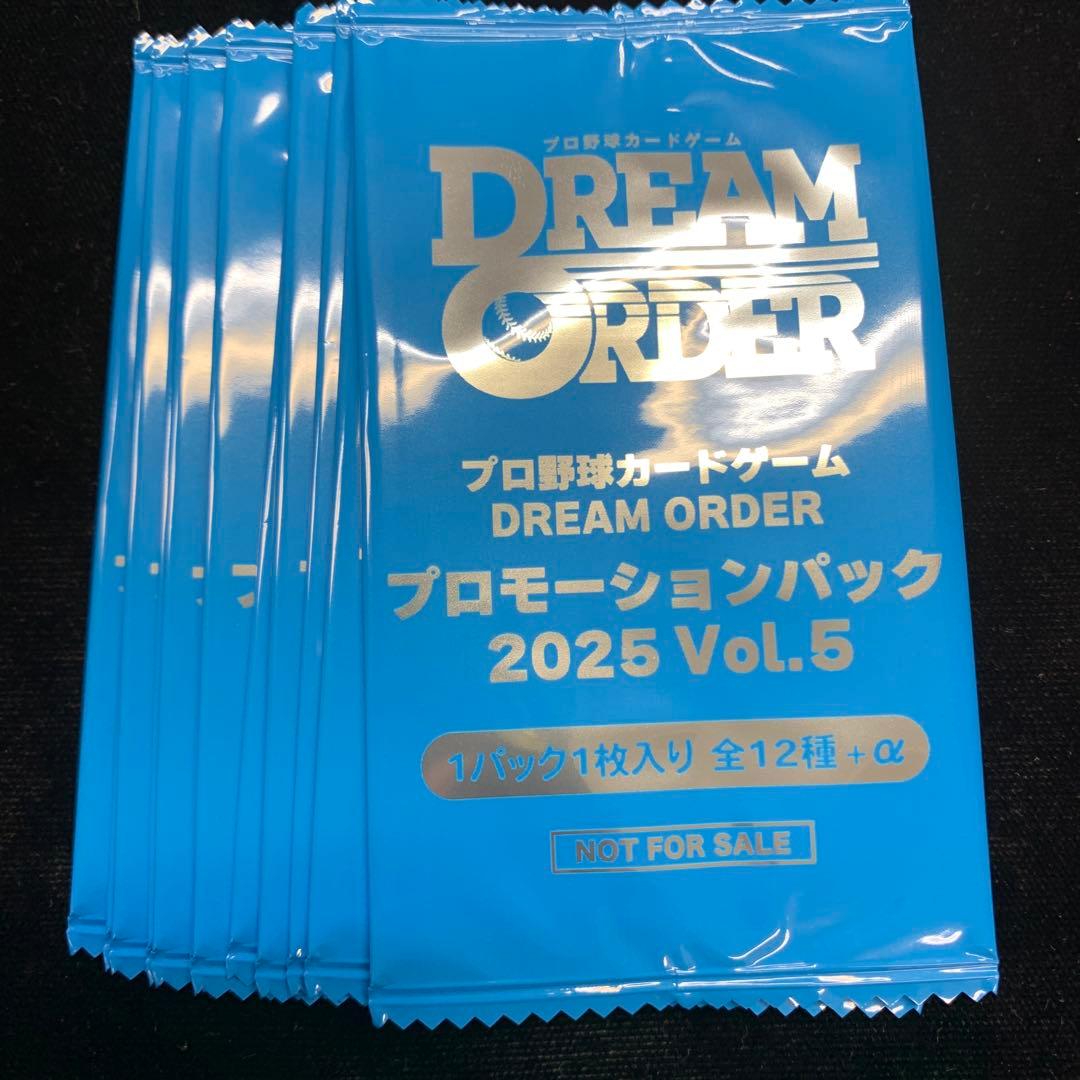 プロ野球カードゲーム
DREAM
ORDER
プロ野球カードゲーム
DREAM ORDER
プロモーションパック
2025 Vol.5
1パック1枚入り 全12種+α
NOT FOR SALE